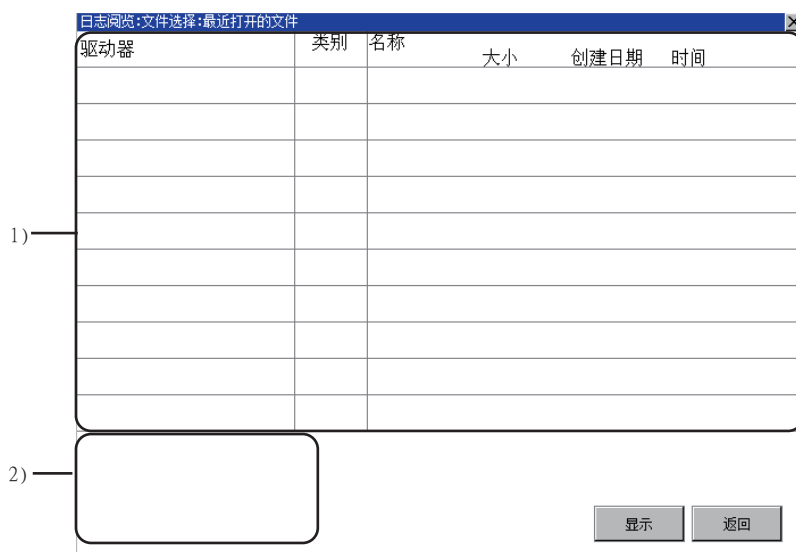 日志阅览:文件选择:最近打开的文件
驱动器 类别 名称 大小 创建日期 时间
1)
2)
显示 返回